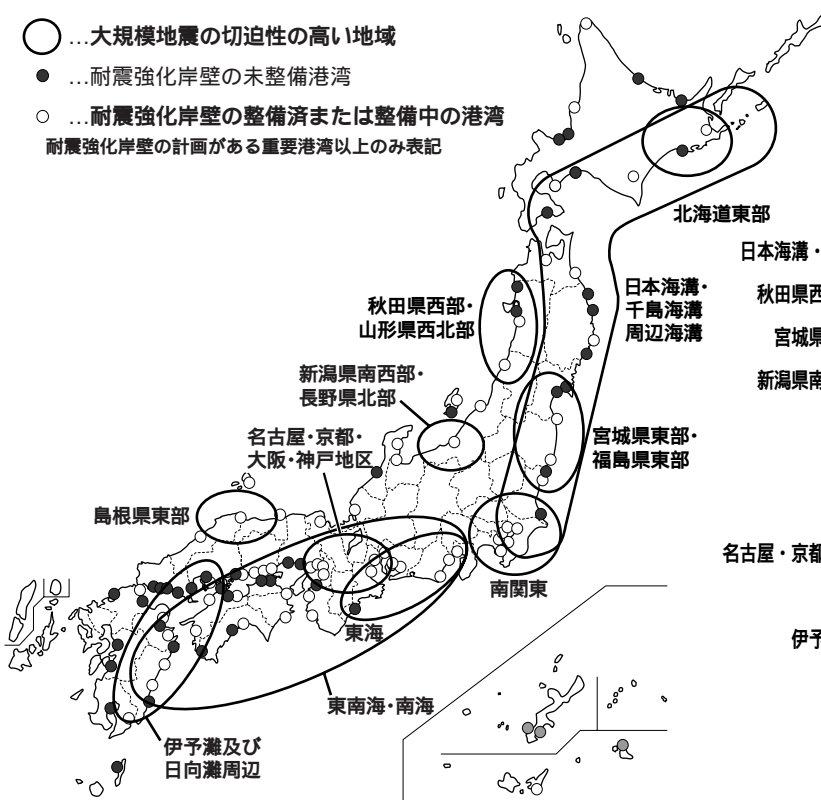 …大規模地震の切迫性の高い地域
…耐震強化岸壁の未整備港湾
…耐震強化岸壁の整備済または整備中の港湾
耐震強化岸壁の計画がある重要港湾以上のみ表記
北海道東部
日本海溝・
秋田県西
宮城県
新潟県南
日本海溝・
千島海溝
周辺海溝
秋田県西部・
山形県西北部
新潟県南西部・
長野県北部
名古屋・京都・
大阪・神戸地区
宮城県東部・
福島県東部
島根県東部
名古屋・京都
南関東
東海
伊予
東南海・南海
伊予灘及び
日向灘周辺